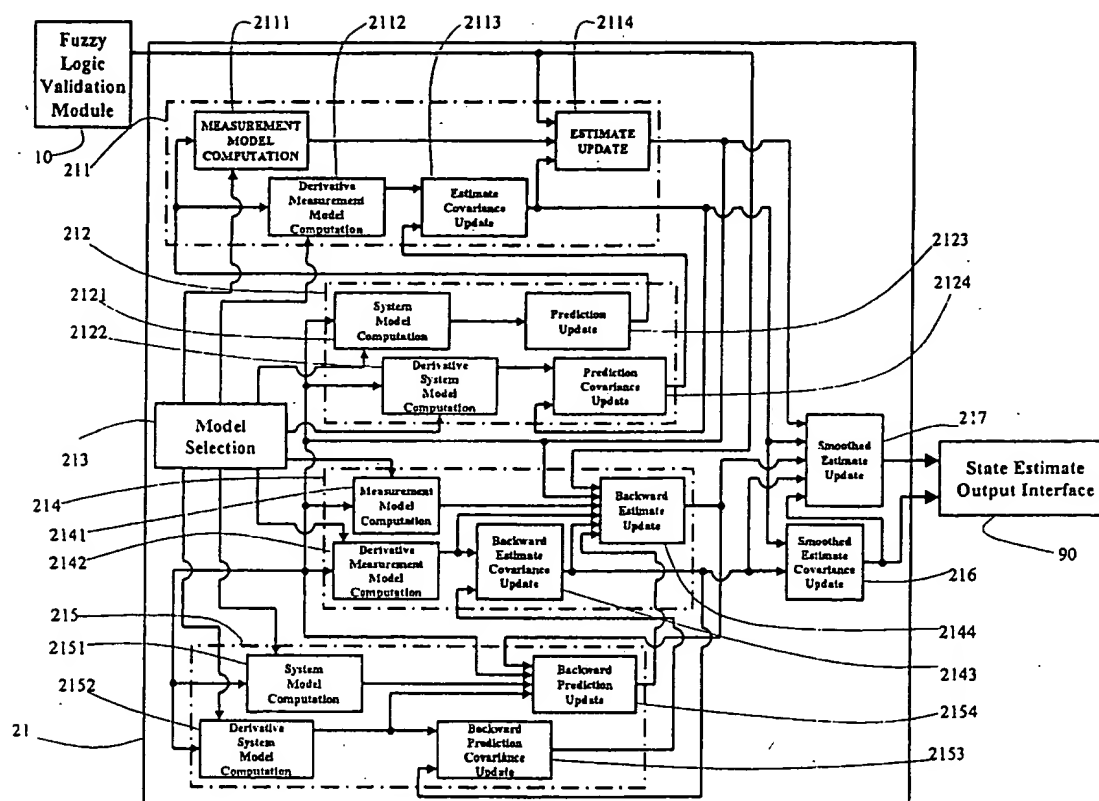 Fuzzy
Logic
Validation
Module
10
211
2111
2112
2113
2114
MEASUREMENT
MODEL
COMPUTATION
ESTIMATE
UPDATE
Derivative
Measurement
Model
Computation
Estimate
Covariance
Update
212
2121
2122
2123
2124
System
Model
Computation
Prediction
Update
Derivative
System
Model
Computation
Prediction
Covariance
Update
Model
Selection
213
214
2141
2142
Measurement
Model
Computation
Derivative
Measurement
Model
Computation
Backward
Estimate
Covariance
Update
Backward
Estimate
Update
Smoothed
Estimate
Update
217
State Estimate
Output Interface
90
Smoothed
Estimate
Covariance
Update
216
2144
2143
2154
2153
215
2151
2152
21
System
Model
Computation
Backward
Prediction
Update
Derivative
System
Model
Computation
Backward
Prediction
Covariance
Update